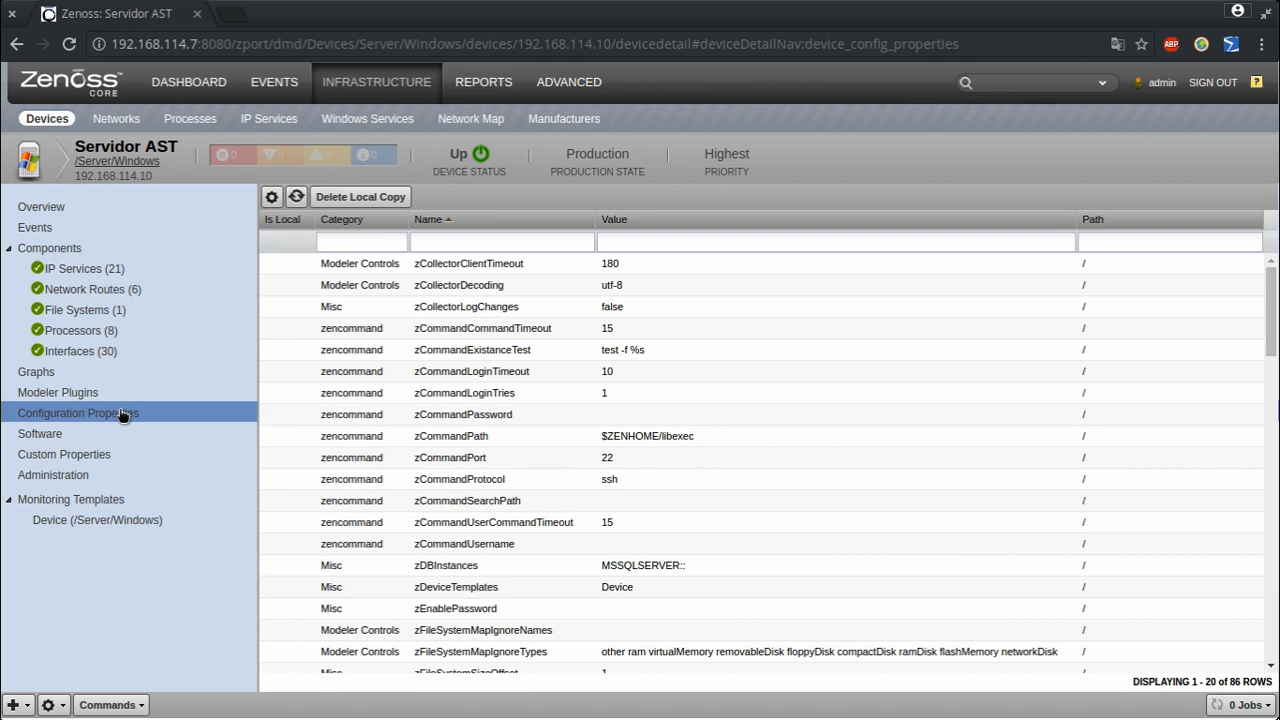 Zenoss: Servidor AST
192.168.114.7:8080/zport/dmd/Devices/Server/Windows/devices/192.168.114.10/devicedetail#deviceDetailNav:device_config_properties
ABP
Zenoss CORE
DASHBOARD EVENTS INFRASTRUCTURE REPORTS ADVANCED
admin SIGN OUT ?
Devices Networks Processes IP Services Windows Services Network Map Manufacturers
Servidor AST
/Server/Windows
192.168.114.10
0 0 0 0
Up
DEVICE STATUS
Production
PRODUCTION STATE
Highest
PRIORITY
Overview
Events
Components
IP Services (21)
Network Routes (6)
File Systems (1)
Processors (8)
Interfaces (30)
Graphs
Modeler Plugins
Configuration Properties
Software
Custom Properties
Administration
Monitoring Templates
Device (/Server/Windows)
Delete Local Copy
Is Local Category Name Value Path
Modeler Controls zCollectorClientTimeout 180 /
Modeler Controls zCollectorDecoding utf-8 /
Misc zCollectorLogChanges false /
zencommand zCommandCommandTimeout 15 /
zencommand zCommandExistanceTest test -f %s /
zencommand zCommandLoginTimeout 10 /
zencommand zCommandLoginTries 1 /
zencommand zCommandPassword /
zencommand zCommandPath $ZENHOME/libexec /
zencommand zCommandPort 22 /
zencommand zCommandProtocol ssh /
zencommand zCommandSearchPath /
zencommand zCommandUserCommandTimeout 15 /
zencommand zCommandUsername /
Misc zDBInstances MSSQLSERVER:: /
Misc zDeviceTemplates Device /
Misc zEnablePassword /
Modeler Controls zFileSystemMapIgnoreNames /
Modeler Controls zFileSystemMapIgnoreTypes other ram virtualMemory removableDisk floppyDisk compactDisk ramDisk flashMemory networkDisk /
Misc zFileSystemSizeOffset 1 /
DISPLAYING 1 - 20 of 86 ROWS
Commands
0 Jobs